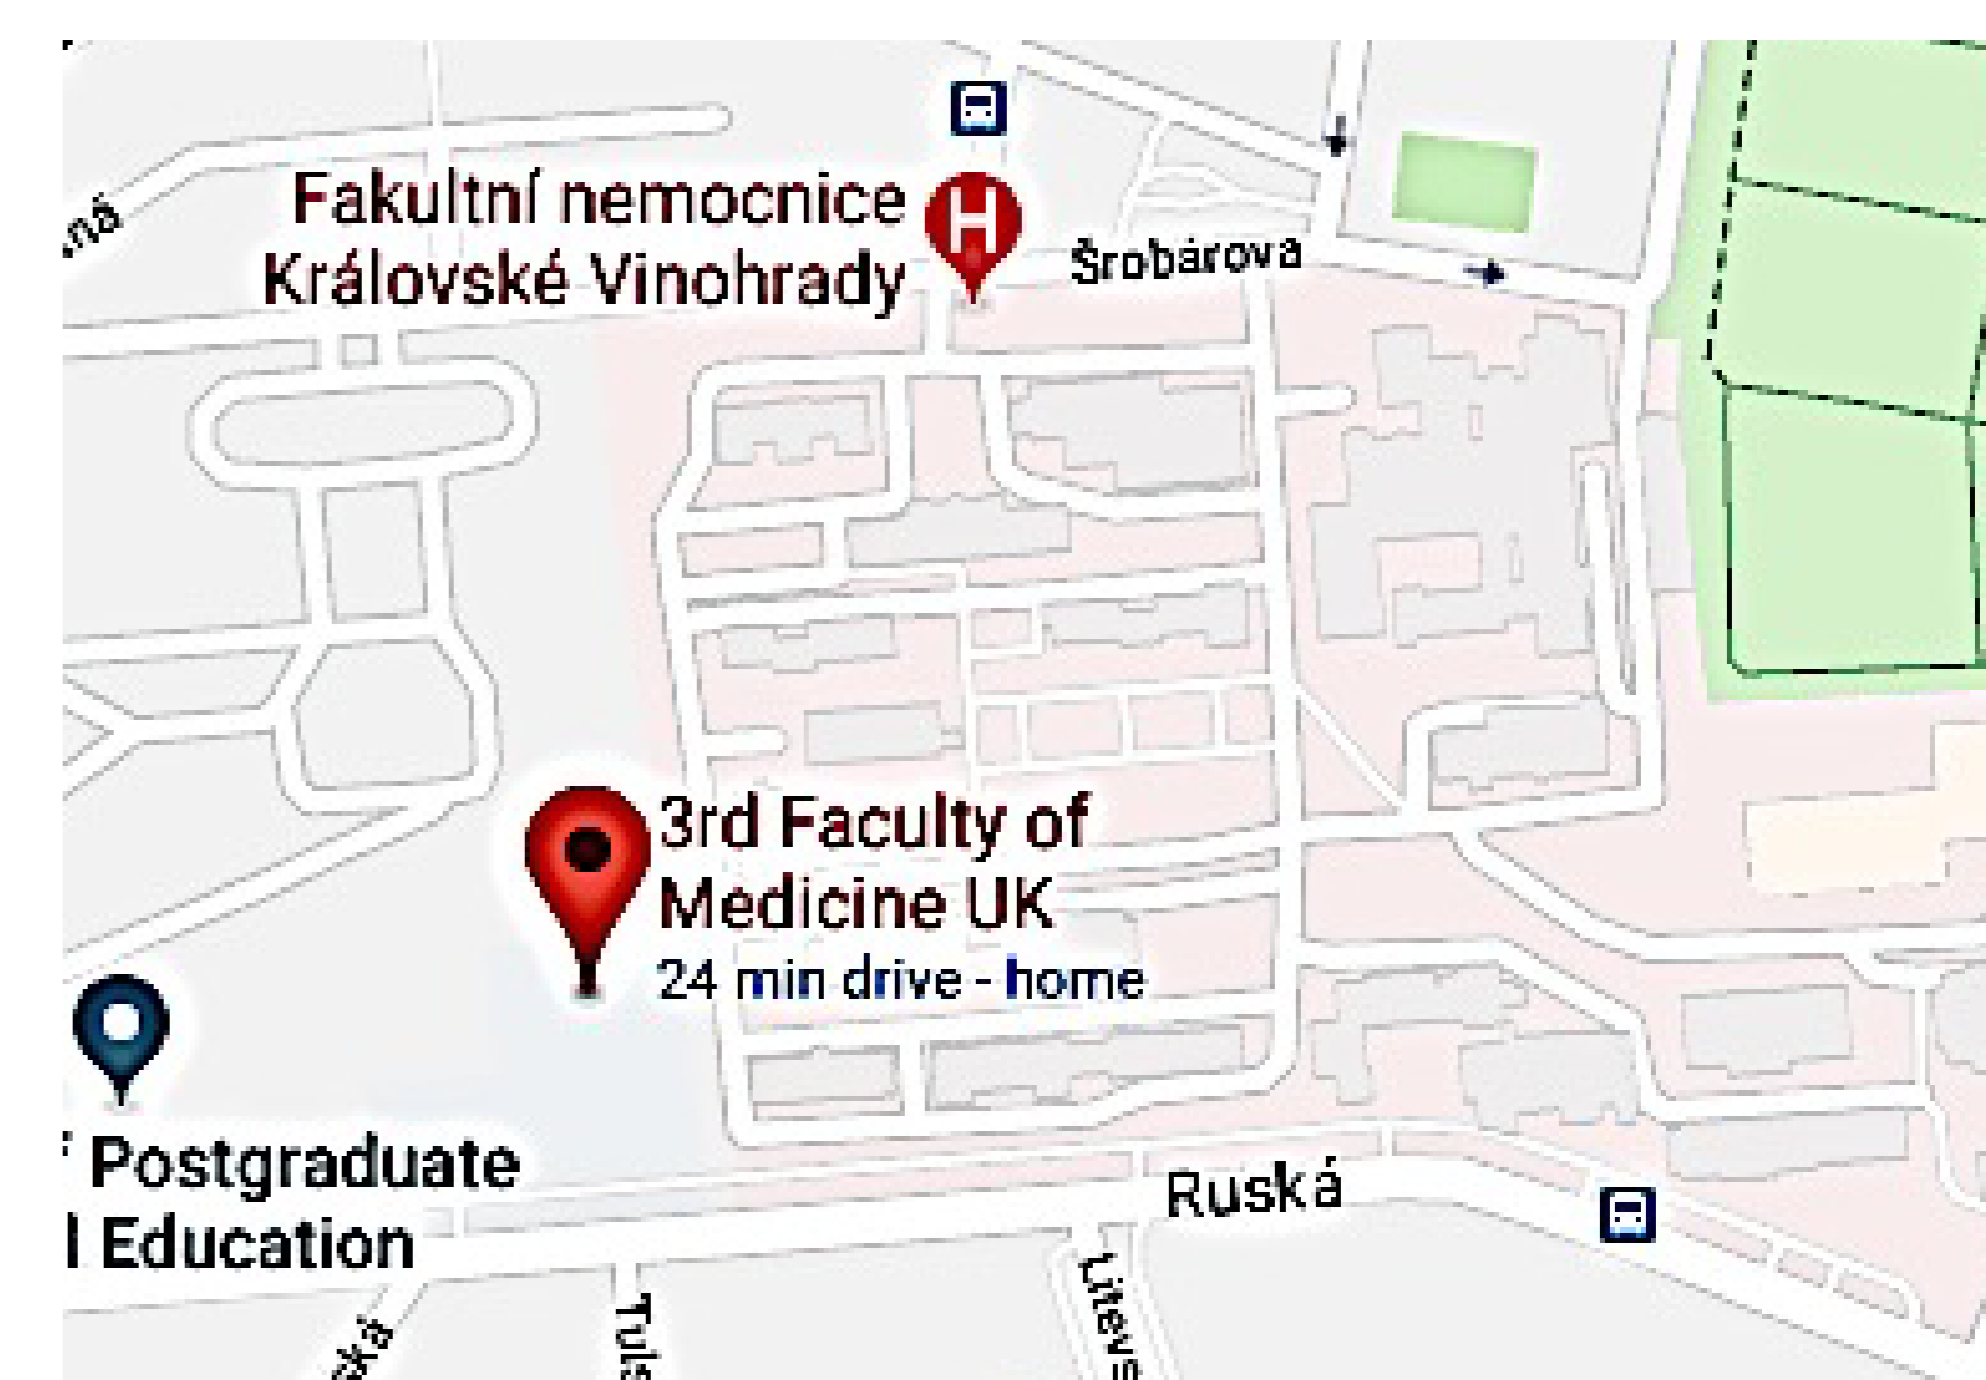 Fakultní nemocnice
Královské Vinohrady
H
Šrobárova
3rd Faculty of
Medicine UK
24 min drive - home
Postgraduate
Education
Ruská